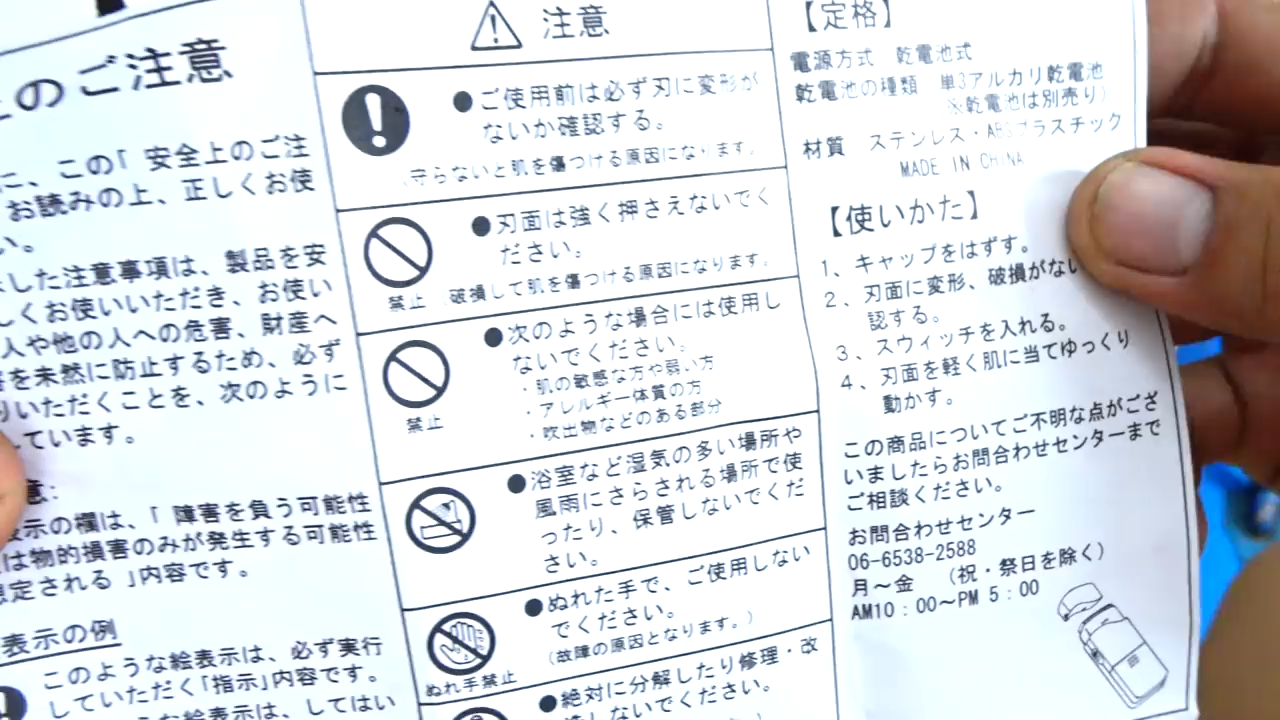 のご注意
、この「 安全上のご注
お読みの上、正しくお使
い。
した注意事項は、製品を安
しくお使いいただき、お使い
人や他の人への危害、財産へ
を未然に防止するため、必ず
りいただくことを、次のように
しています。
意:
表示の欄は、「 障害を負う可能性
は物的損害のみが発生する可能性
想定される 」内容です。
表示の例
このような絵表示は、必ず実行
していただく「指示」内容です。
うな絵表示は、してはい
注意
●ご使用前は必ず刃に変形が
ないか確認する。
守らないと肌を傷つける原因になります。
●刃面は強く押さえないでく
ださい。
禁止
破損して肌を傷つける原因になります。
●次のような場合には使用し
ないでください。
・肌の敏感な方や弱い方
・アレルギー体質の方
・吹出物などのある部分
禁止
●浴室など湿気の多い場所や
風雨にさらされる場所で使
ったり、保管しないでくだ
さい。
●ぬれた手で、ご使用しない
でください。
(故障の原因となります。)
ぬれ手禁止
●絶対に分解したり修理・改
しないでください。
【定格】
電源方式 乾電池式
乾電池の種類 単3アルカリ乾電池
※乾電池は別売り)
材質 ステンレス・ABSプラスチック
MADE IN CHINA
【使いかた】
1、キャップをはずす。
2、刃面に変形、破損がない
認する。
3、スウィッチを入れる。
4、刃面を軽く肌に当てゆっくり
動かす。
この商品についてご不明な点がござ
いましたらお問合わせセンターまで
ご相談ください。
お問合わせセンター
06-6538-2588
月～金 (祝・祭日を除く)
AM10:00～PM 5:00